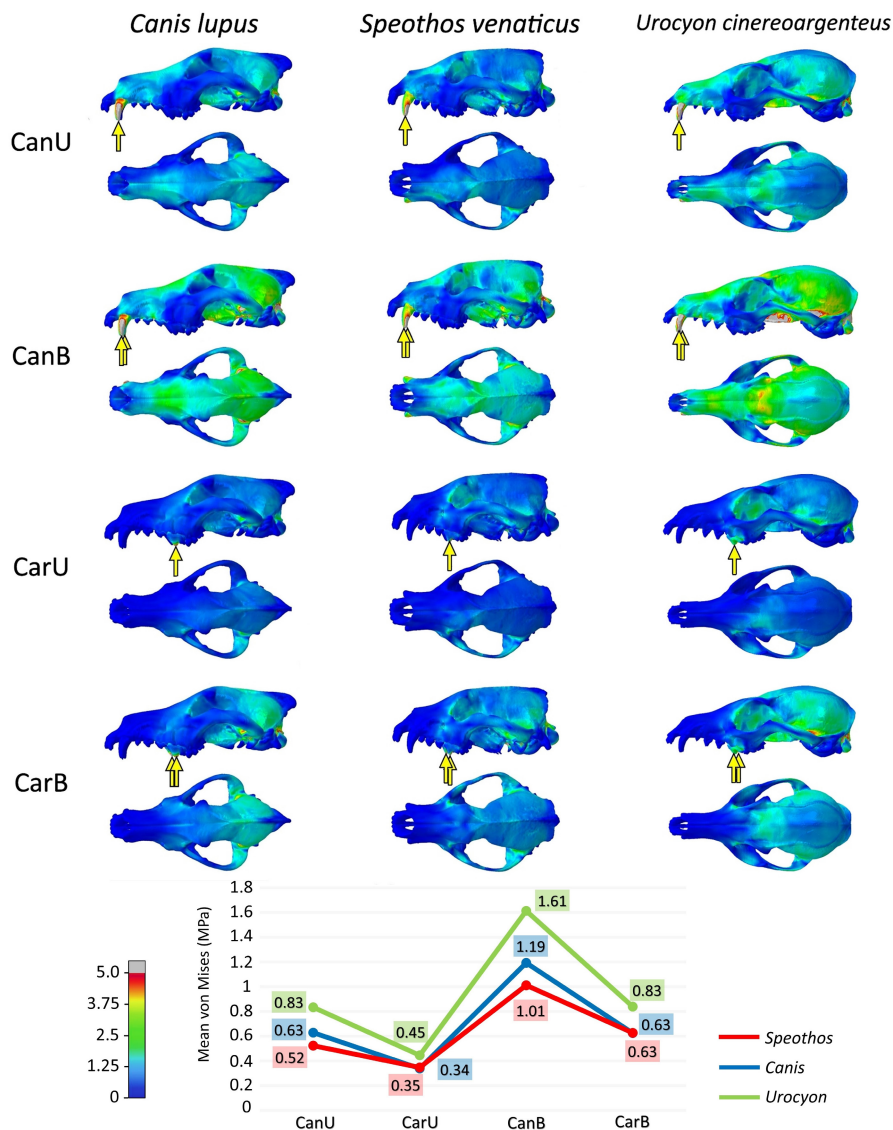 Canis lupus
Speothos venaticus
Urocyon cinereoargenteus
CanU
CanB
CarU
CarB
Mean von Mises (MPa)
1.8
1.6
1.4
1.2
1
0.8
0.6
0.4
0.2
0
5.0
3.75
2.5
1.25
0
0.83
0.63
0.52
0.45
0.34
0.35
1.61
1.19
1.01
0.83
0.63
0.63
CanU
CarU
CanB
CarB
Speothos
Canis
Urocyon